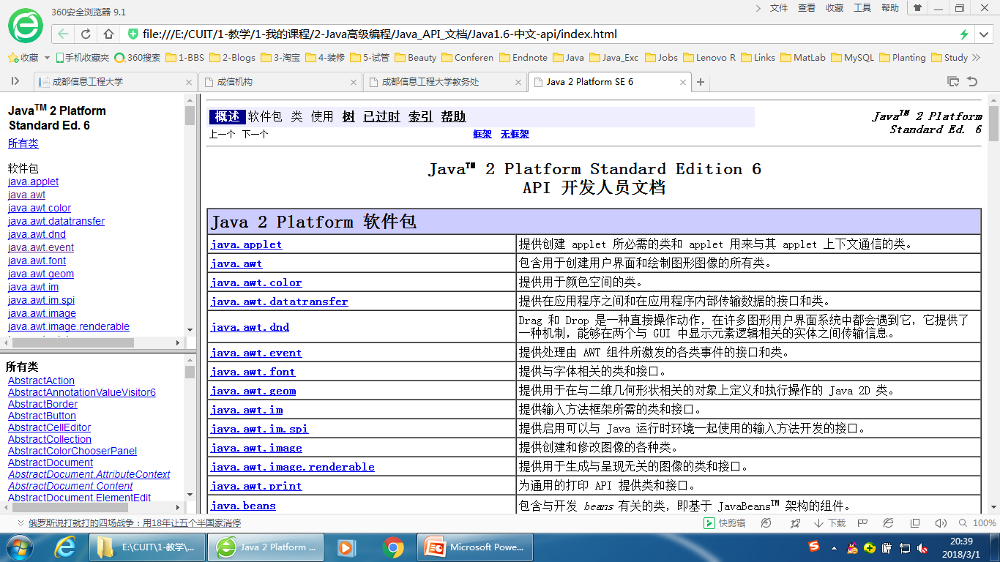 360安全浏览器 9.1
文件 查看 收藏 工具 帮助
file:///E:/CUIT/1-教学/1-我的课程/2-Java高级编程/Java_API_文档/Java1.6-中文-api/index.html
收藏 手机收藏夹 360搜索 1-BBS 2-Blogs 3-淘宝 4-装修 5-试管 Beauty Conferen Endnote Java Java_Exc Jobs Lenovo R Links MatLab MySQL Planting Study
成都信息工程大学 成信机构 成都信息工程大学教务处 Java 2 Platform SE 6
Java™ 2 Platform
Standard Ed. 6
所有类
软件包
java.applet
java.awt
java.awt.color
java.awt.datatransfer
java.awt.dnd
java.awt.event
java.awt.font
java.awt.geom
java.awt.im
java.awt.im.spi
java.awt.image
java.awt.image.renderable
所有类
AbstractAction
AbstractAnnotationValueVisitor6
AbstractBorder
AbstractButton
AbstractCellEditor
AbstractCollection
AbstractColorChooserPanel
AbstractDocument
AbstractDocument.AttributeContext
AbstractDocument.Content
AbstractDocument.ElementEdit
概述 软件包 类 使用 树 已过时 索引 帮助
Java™ 2 Platform
Standard Ed. 6
上一个 下一个 框架 无框架
Java™ 2 Platform Standard Edition 6
API 开发人员文档
Java 2 Platform 软件包
java.applet 提供创建 applet 所必需的类和 applet 用来与其 applet 上下文通信的类。
java.awt 包含用于创建用户界面和绘制图形图像的所有类。
java.awt.color 提供用于颜色空间的类。
java.awt.datatransfer 提供在应用程序之间和在应用程序内部传输数据的接口和类。
java.awt.dnd Drag 和 Drop 是一种直接操作动作，在许多图形用户界面系统中都会遇到它，它提供了
一种机制，能够在两个与 GUI 中显示元素逻辑相关的实体之间传输信息。
java.awt.event 提供处理由 AWT 组件所激发的各类事件的接口和类。
java.awt.font 提供与字体相关的类和接口。
java.awt.geom 提供用于在与二维几何形状相关的对象上定义和执行操作的 Java 2D 类。
java.awt.im 提供输入方法框架所需的类和接口。
java.awt.im.spi 提供启用可以与 Java 运行时环境一起使用的输入方法开发的接口。
java.awt.image 提供创建和修改图像的各种类。
java.awt.image.renderable 提供用于生成与呈现无关的图像的类和接口。
java.awt.print 为通用的打印 API 提供类和接口。
java.beans 包含与开发 beans 有关的类，即基于 JavaBeans™ 架构的组件。
俄罗斯说打就打的四场战争：用18年让五个半国家消停
快剪辑 下载 100%
E:\CUIT\1-教学\... Java 2 Platform ... Microsoft Powe...
20:39
2018/3/1